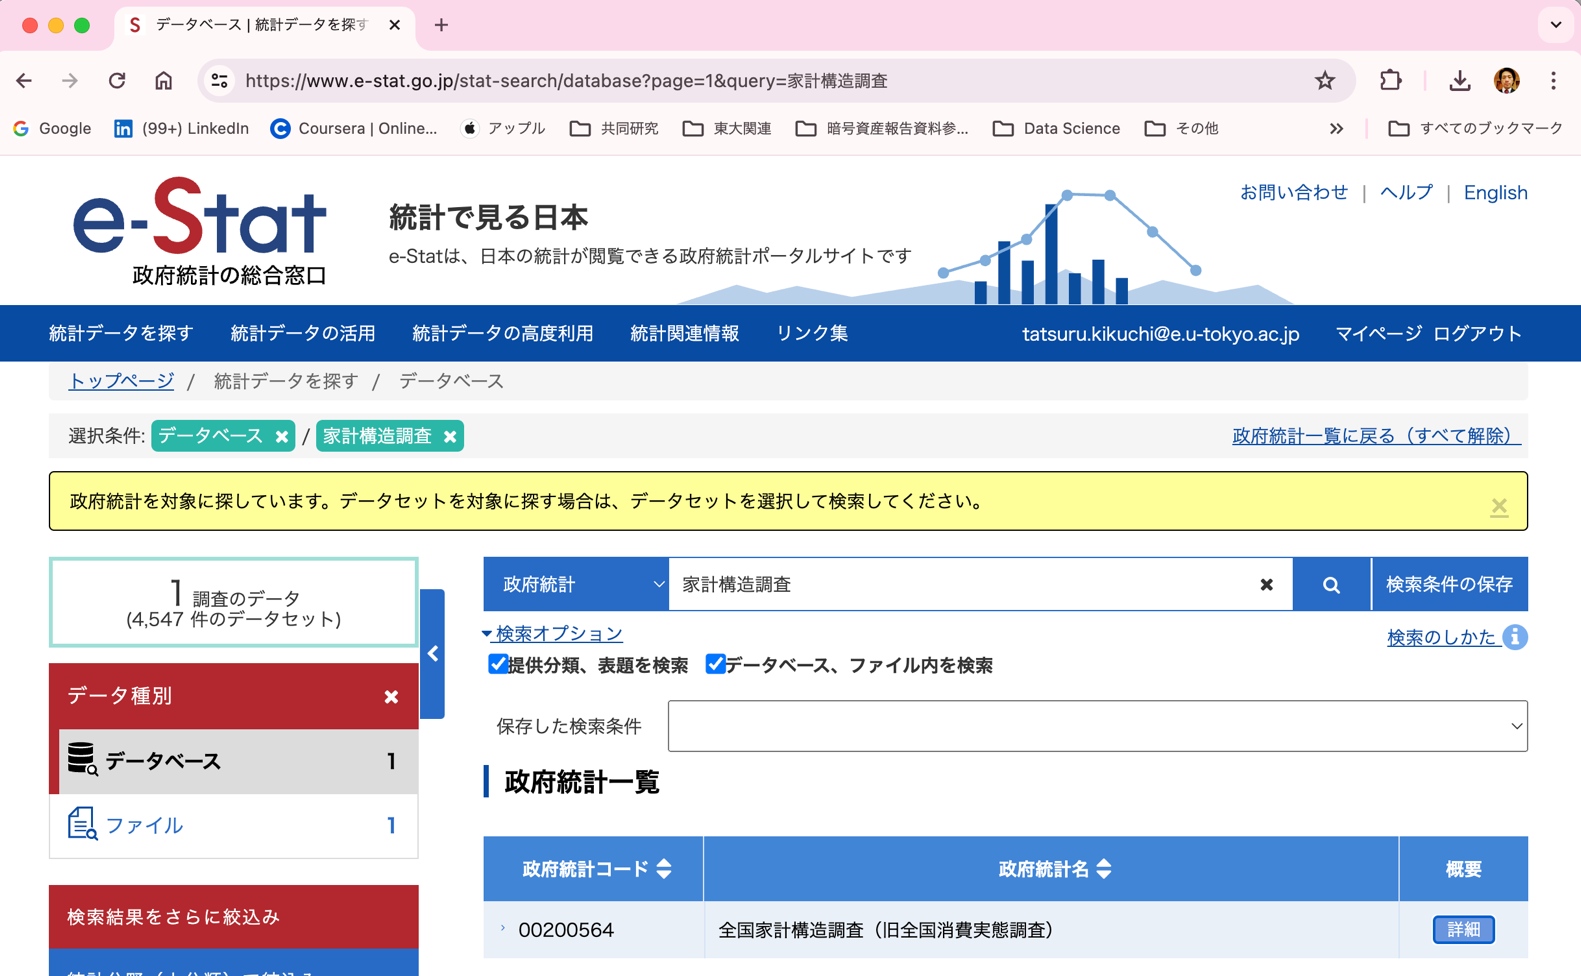 データベース | 統計データを探す
https://www.e-stat.go.jp/stat-search/database?page=1&query=家計構造調査
Google
(99+) LinkedIn
Coursera | Online...
アップル
共同研究
東大関連
暗号資産報告資料参...
Data Science
その他
すべてのブックマーク
e-Stat
政府統計の総合窓口
統計で見る日本
e-Statは、日本の統計が閲覧できる政府統計ポータルサイトです
お問い合わせ | ヘルプ | English
統計データを探す 統計データの活用 統計データの高度利用 統計関連情報 リンク集 tatsuru.kikuchi@e.u-tokyo.ac.jp マイページ ログアウト
トップページ / 統計データを探す / データベース
選択条件: データベース / 家計構造調査 政府統計一覧に戻る（すべて解除）
政府統計を対象に探しています。データセットを対象に探す場合は、データセットを選択して検索してください。
1 調査のデータ
(4,547 件のデータセット)
データ種別
データベース 1
ファイル 1
検索結果をさらに絞込み
政府統計 家計構造調査 検索条件の保存
検索オプション 検索のしかた
提供分類、表題を検索 データベース、ファイル内を検索
保存した検索条件
政府統計一覧
政府統計コード 政府統計名 概要
00200564 全国家計構造調査（旧全国消費実態調査） 詳細